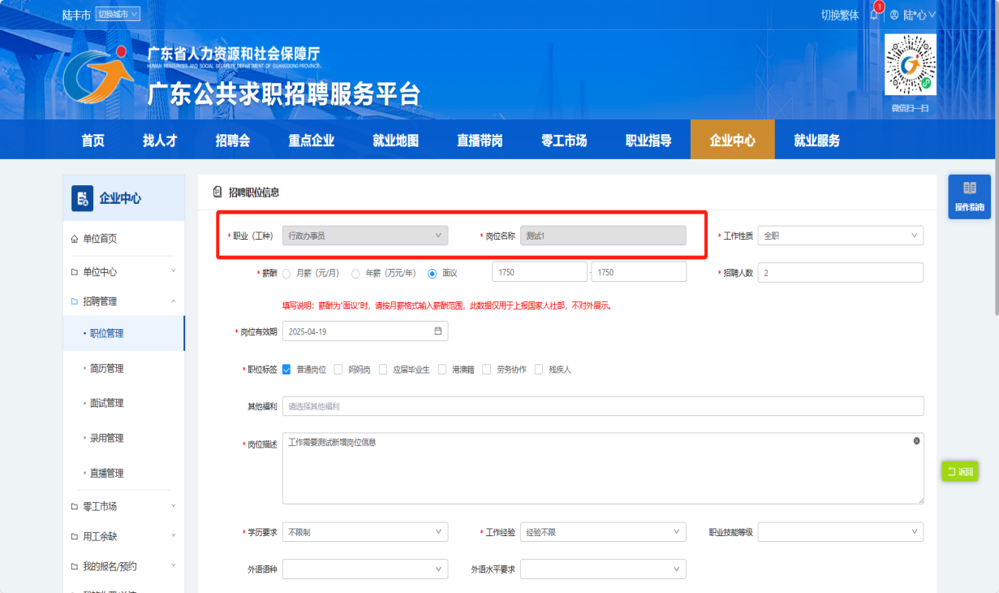 陆丰市 切换城市
切换繁体 1 陆*心
广东省人力资源和社会保障厅
HUMAN RESOURCES AND SOCIAL SECURITY DEPARTMENT OF GUANGDONG PROVINCE
广东公共求职招聘服务平台
微信扫一扫
首页 找人才 招聘会 重点企业 就业地图 直播带岗 零工市场 职业指导 企业中心 就业服务
企业中心
单位首页
单位中心
招聘管理
职位管理
简历管理
面试管理
录用管理
直播管理
零工市场
用工余缺
我的报名/预约
招聘职位信息
* 职业（工种） 行政办事员 * 岗位名称 测试1 * 工作性质 全职
* 薪酬 月薪（元/月） 年薪（万元/年） 面议 1750 - 1750 * 招聘人数 2
填写说明：薪酬为"面议"时，请按月薪格式输入薪酬范围，此数据仅用于上报国家人社部，不对外展示。
* 岗位有效期 2025-04-19
* 职位标签 普通岗位 妈妈岗 应届毕业生 港澳籍 劳务协作 残疾人
其他福利 请选择其他福利
* 岗位描述 工作需要测试新增岗位信息
* 学历要求 不限制 * 工作经验 经验不限 职业技能等级
外语语种 外语水平要求
操作指南
返回